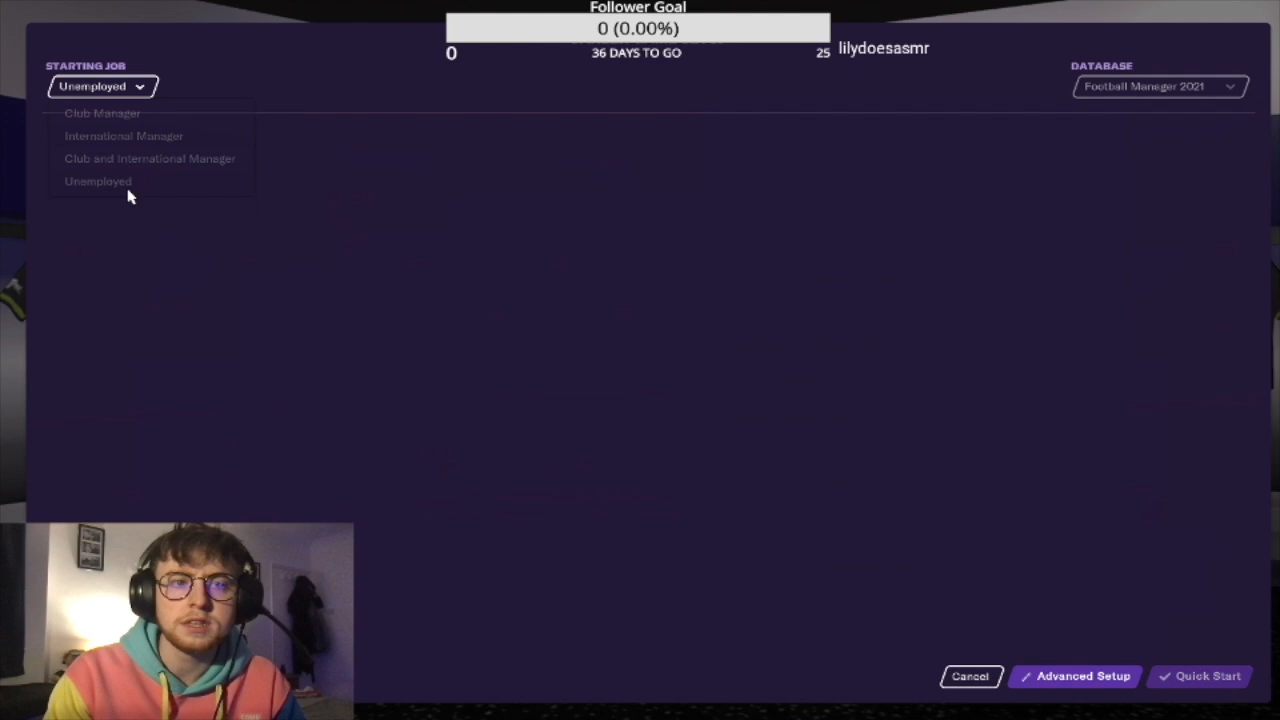 Follower Goal
0 (0.00%)
0
36 DAYS TO GO
25
lilydoesasmr
STARTING JOB
Unemployed
DATABASE
Football Manager 2021
Club Manager
International Manager
Club and International Manager
Unemployed
Cancel
Advanced Setup
Quick Start